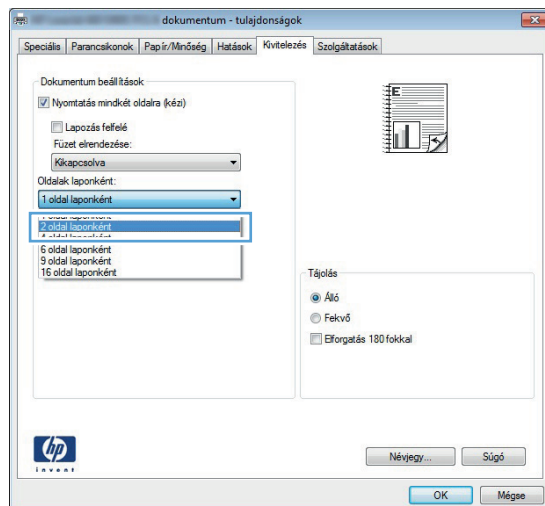 dokumentum - tulajdonságok
Speciális Parancsikonok Papír/Minőség Hatások Kivitelezés Szolgáltatások
Dokumentum beállítások
Nyomtatás mindkét oldalra (kézi)
Lapozás felfelé
Füzet elrendezése:
Kikapcsolva
Oldalak laponként:
1 oldal laponként
2 oldal laponként
6 oldal laponként
9 oldal laponként
16 oldal laponként
E
Tájolás
Álló
Fekvő
Elforgatás 180 fokkal
hp
invent
Névjegy... Súgó
OK Mégse